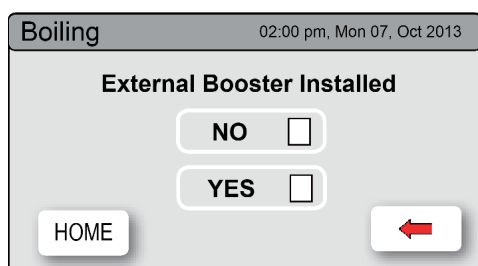 Boiling 02:00 pm, Mon 07, Oct 2013
External Booster Installed
NO
YES
HOME